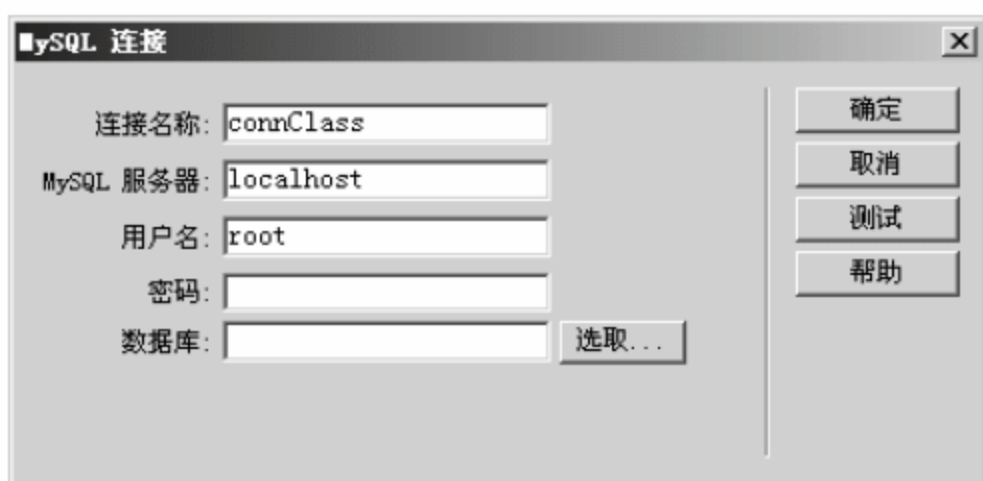 MySQL 连接
连接名称: connClass
MySQL 服务器: localhost
用户名: root
密码:
数据库:
选取...
确定
取消
测试
帮助